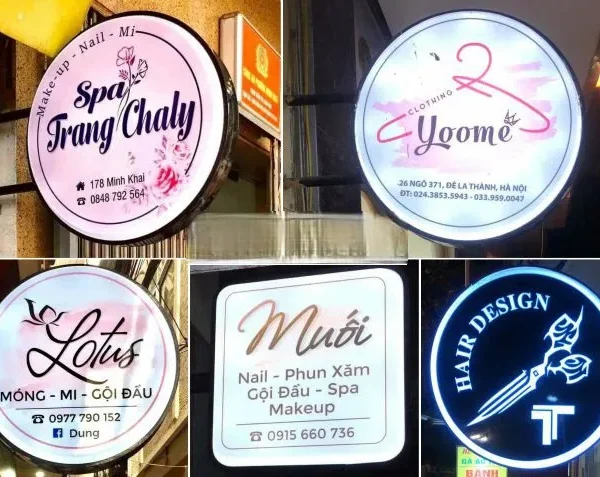 Make-up - Nail - Mi
Spa
Trang Chaly
178 Minh Khai
0848 792 564
CLOTHING
Yoome
26 NGÕ 371, ĐÊ LA THÀNH, HÀ NỘI
ĐT: 024.3853.5943 - 033.959.0047
Lotus
MÓNG - MI - GỘI ĐẦU
0977 790 152
Dung
Muối
Nail - Phun Xăm
Gội Đầu - Spa
Makeup
0915 660 736
HAIR DESIGN
T
BÁNH